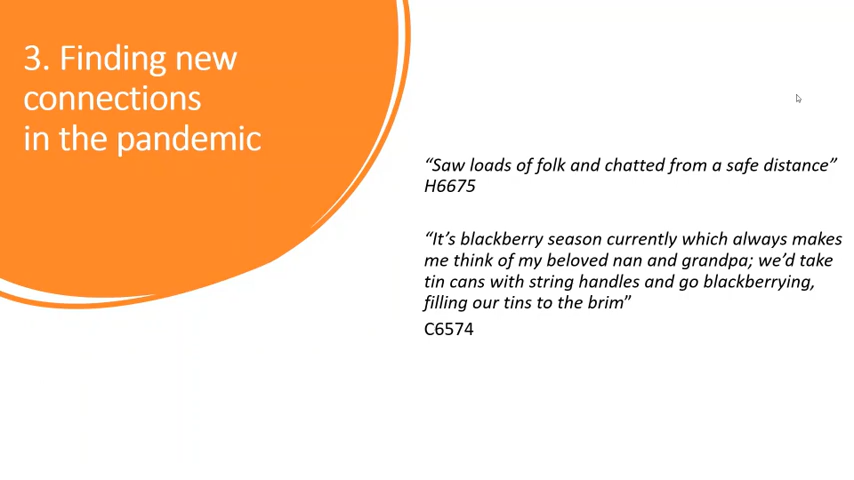 3. Finding new
connections
in the pandemic
“Saw loads of folk and chatted from a safe distance”
H6675
“It’s blackberry season currently which always makes
me think of my beloved nan and grandpa; we’d take
tin cans with string handles and go blackberrying,
filling our tins to the brim”
C6574